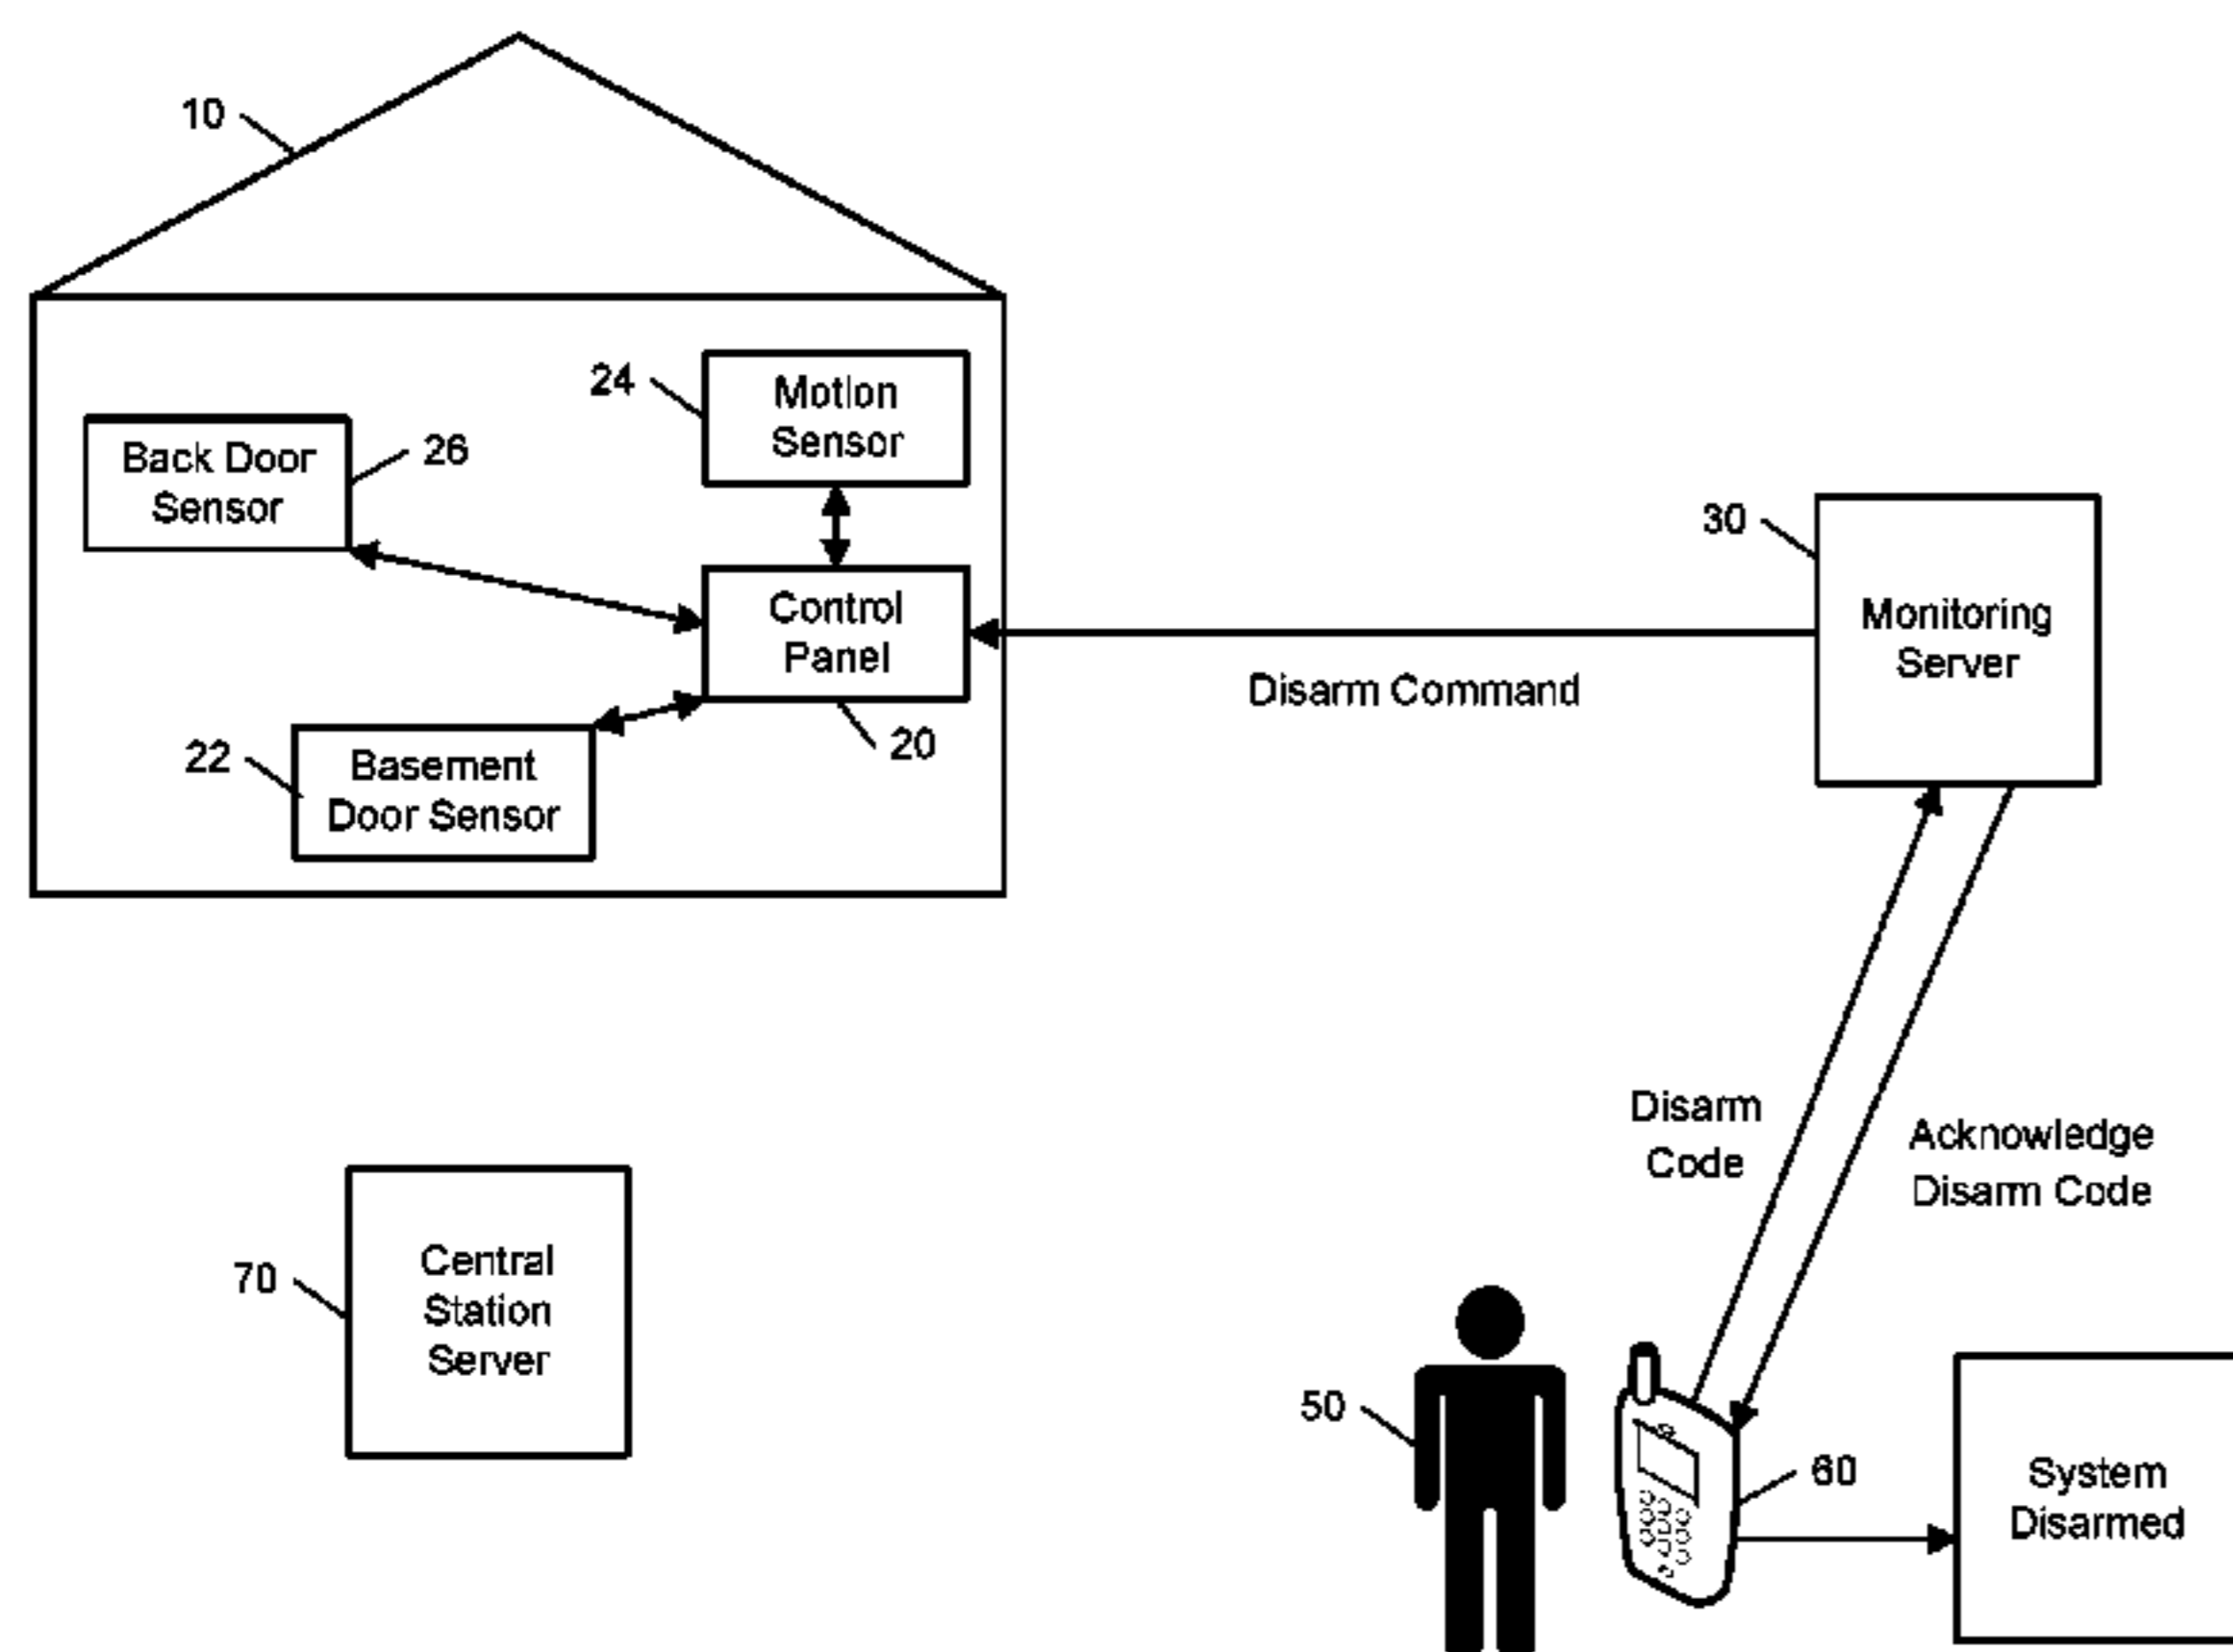 10
24
Motion
Sensor
Back Door
Sensor
26
30
Monitoring
Server
Control
Panel
Disarm Command
20
22
Basement
Door Sensor
Disarm
Code
Acknowledge
Disarm Code
70
Central
Station
Server
50
60
System
Disarmed